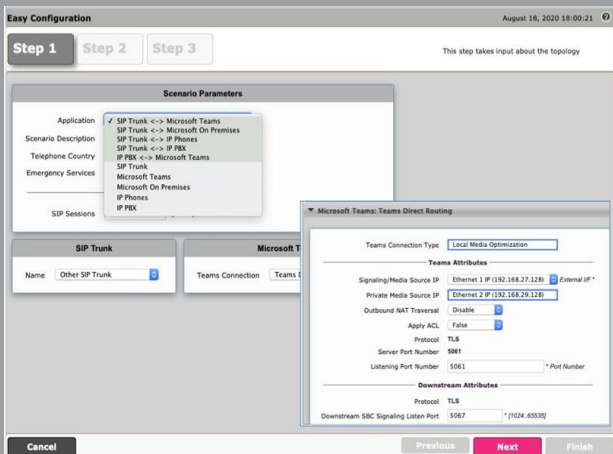 Easy Configuration
August 18, 2020 18:00:21
Step 1
Step 2
Step 3
This step takes input about the topology
Scenario Parameters
Application
✓ SIP Trunk <-> Microsoft Teams
SIP Trunk <-> Microsoft On Premises
SIP Trunk <-> IP Phones
SIP Trunk <-> IP PBX
IP PBX <-> Microsoft Teams
SIP Trunk
Microsoft Teams
Microsoft On Premises
IP Phones
IP PBX
Scenario Description
Telephone Country
Emergency Services
SIP Sessions
SIP Trunk
Name Other SIP Trunk
Microsoft T
Teams Connection Teams
Microsoft Teams: Teams Direct Routing
Teams Connection Type Local Media Optimization
Teams Attributes
Signaling/Media Source IP Ethernet 1 IP (192.168.27.128) External I/F *
Private Media Source IP Ethernet 2 IP (192.168.29.128)
Outbound NAT Traversal Disable
Apply ACL False
Protocol TLS
Server Port Number 5061
Listening Port Number 5061 * Port Number
Downstream Attributes
Protocol TLS
Downstream SBC Signaling Listen Port 5067 * [1024..65535]
Cancel
Previous
Next
Finish